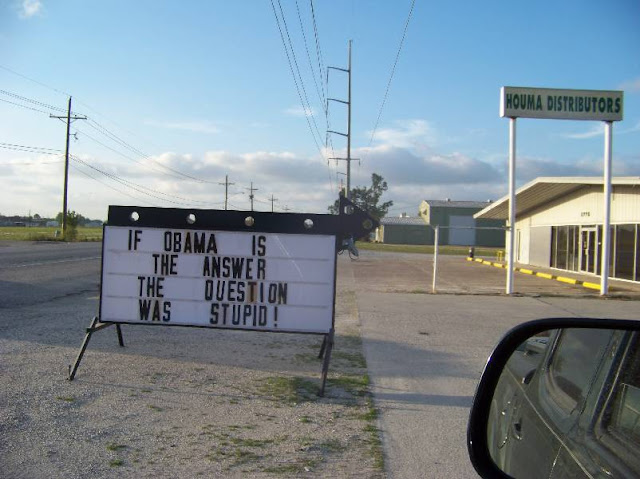 HOUMA DISTRIBUTORS
IF OBAMA IS
THE ANSWER
THE QUESTION
WAS STUPID!